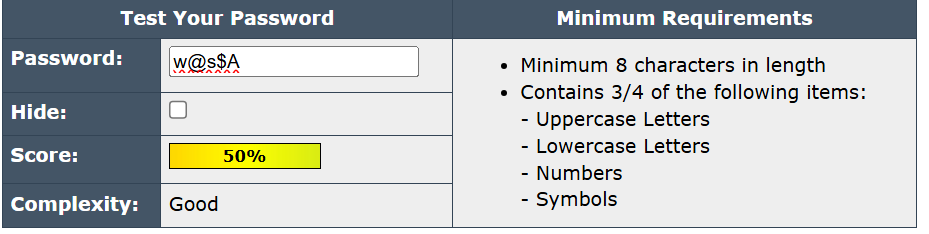 Test Your Password
Minimum Requirements
Password:
w@s$A
Hide:
Score:
50%
Complexity:
Good
• Minimum 8 characters in length
• Contains 3/4 of the following items:
- Uppercase Letters
- Lowercase Letters
- Numbers
- Symbols